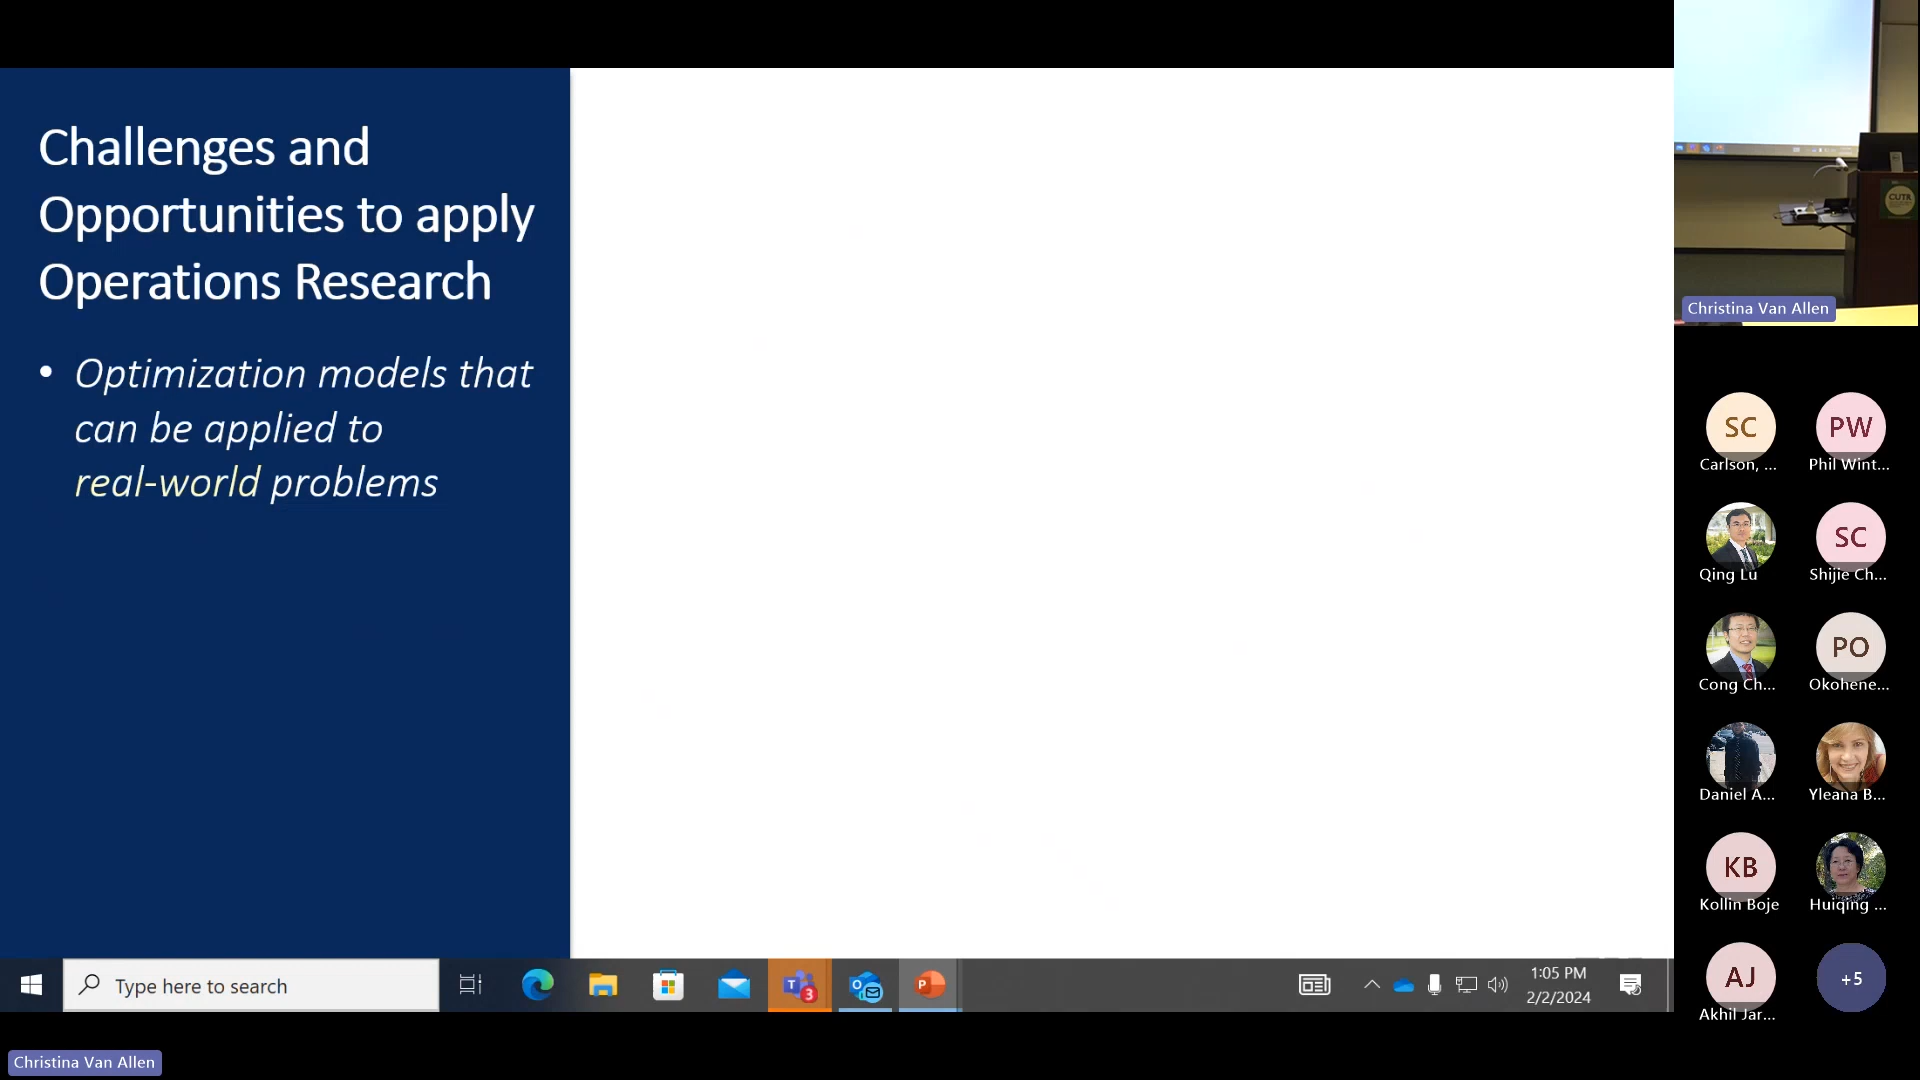 Challenges and
Opportunities to apply
Operations Research
• Optimization models that
can be applied to
real-world problems
Type here to search
T
3
O
P
1:05 PM
2/2/2024
Christina Van Allen
CUTR
Christina Van Allen
SC
Carlson, ...
PW
Phil Wint...
Qing Lu
SC
Shijie Ch...
Cong Ch...
PO
Okohene...
Daniel A...
Yleana B...
KB
Kollin Boje
Huiqing ...
AJ
Akhil Jar...
+5